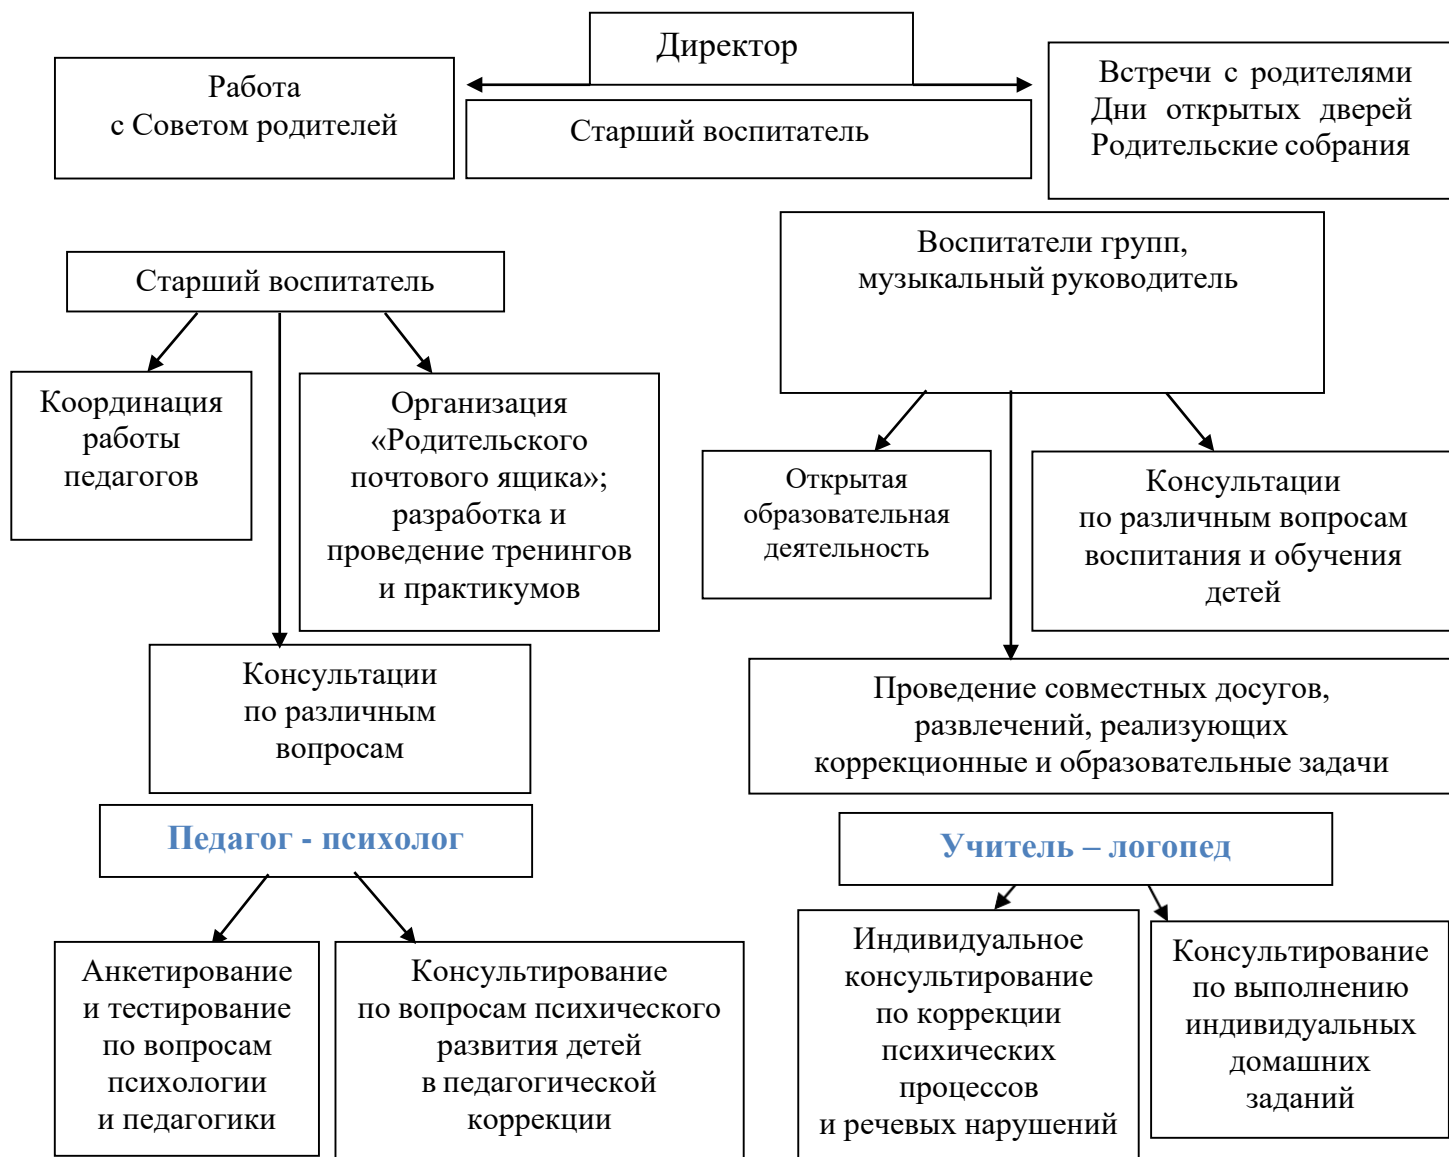 Директор
Работа
с Советом родителей
Старший воспитатель
Встречи с родителями
Дни открытых дверей
Родительские собрания
Старший воспитатель
Воспитатели групп,
музыкальный руководитель
Координация
работы
педагогов
Организация
«Родительского
почтового ящика»;
разработка и
проведение тренингов
и практикумов
Открытая
образовательная
деятельность
Консультации
по различным вопросам
воспитания и обучения
детей
Консультации
по различным
вопросам
Проведение совместных досугов,
развлечений, реализующих
коррекционные и образовательные задачи
Педагог - психолог
Учитель – логопед
Анкетирование
и тестирование
по вопросам
психологии
и педагогики
Консультирование
по вопросам психического
развития детей
в педагогической
коррекции
Индивидуальное
консультирование
по коррекции
психических
процессов
и речевых нарушений
Консультирование
по выполнению
индивидуальных
домашних
заданий